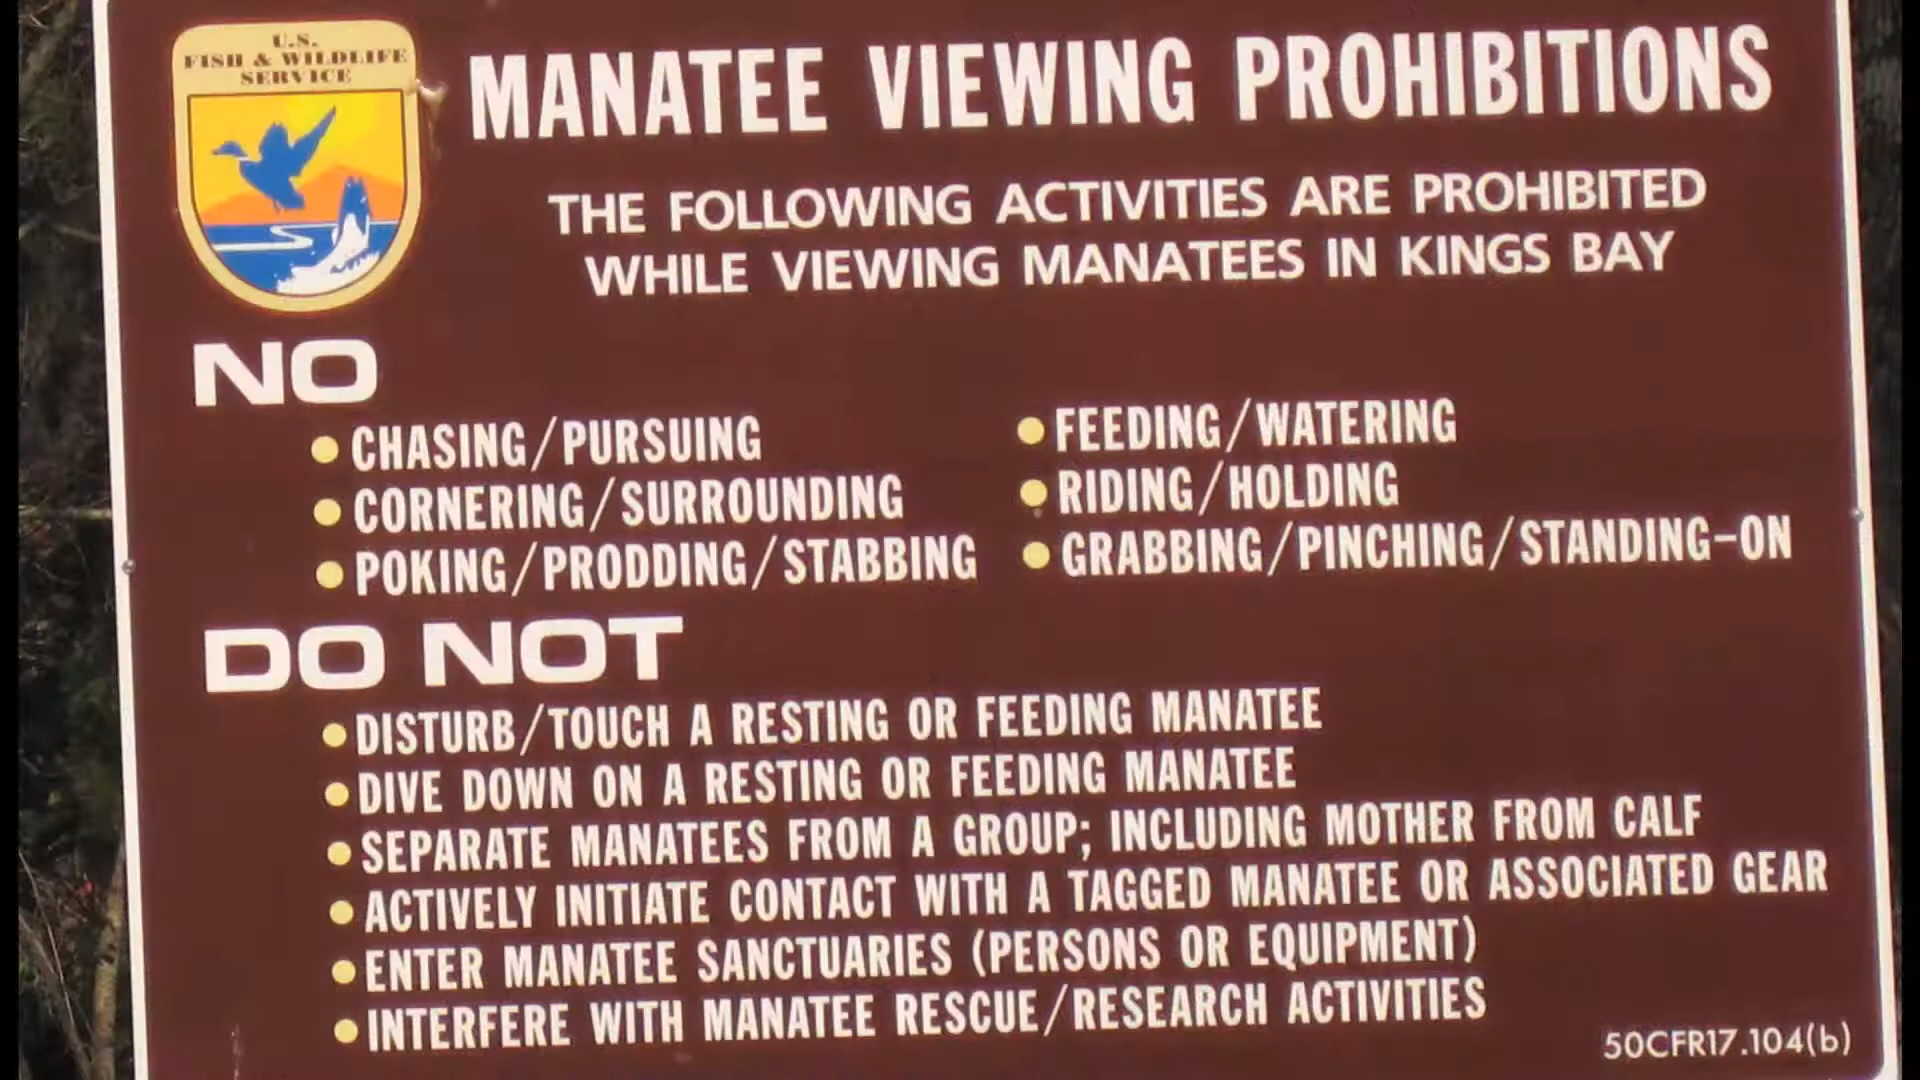 U.S.
FISH & WILDLIFE
SERVICE
MANATEE VIEWING PROHIBITIONS
THE FOLLOWING ACTIVITIES ARE PROHIBITED
WHILE VIEWING MANATEES IN KINGS BAY
NO
• CHASING/PURSUING
• CORNERING/SURROUNDING
• POKING/PRODDING/STABBING
• FEEDING/WATERING
• RIDING/HOLDING
• GRABBING/PINCHING/STANDING-ON
DO NOT
• DISTURB/TOUCH A RESTING OR FEEDING MANATEE
• DIVE DOWN ON A RESTING OR FEEDING MANATEE
• SEPARATE MANATEES FROM A GROUP; INCLUDING MOTHER FROM CALF
• ACTIVELY INITIATE CONTACT WITH A TAGGED MANATEE OR ASSOCIATED GEAR
• ENTER MANATEE SANCTUARIES (PERSONS OR EQUIPMENT)
• INTERFERE WITH MANATEE RESCUE/RESEARCH ACTIVITIES
50CFR17.104(b)